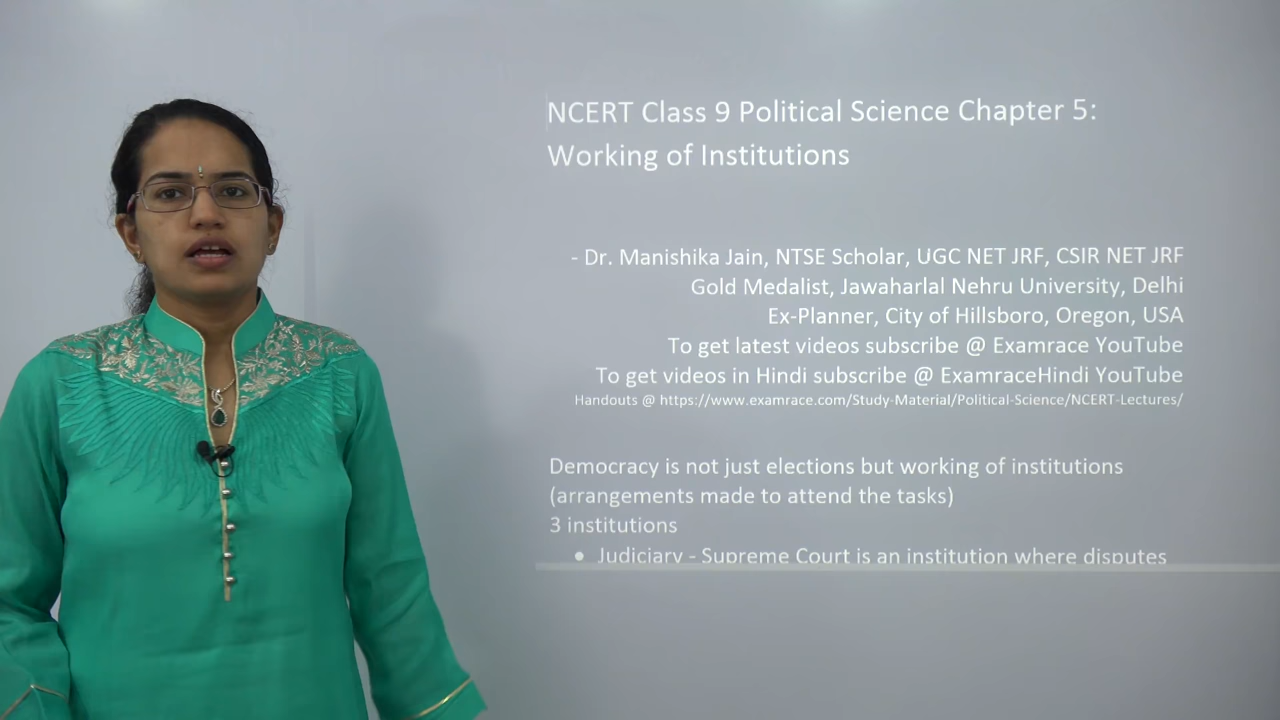 NCERT Class 9 Political Science Chapter 5:
Working of Institutions
- Dr. Manishika Jain, NTSE Scholar, UGC NET JRF, CSIR NET JRF
Gold Medalist, Jawaharlal Nehru University, Delhi
Ex-Planner, City of Hillsboro, Oregon, USA
To get latest videos subscribe @ Examrace YouTube
To get videos in Hindi subscribe @ ExamraceHindi YouTube
Handouts @ https://www.examrace.com/Study-Material/Political-Science/NCERT-Lectures/
Democracy is not just elections but working of institutions
(arrangements made to attend the tasks)
3 institutions
• Judiciary - Supreme Court is an institution where disputes